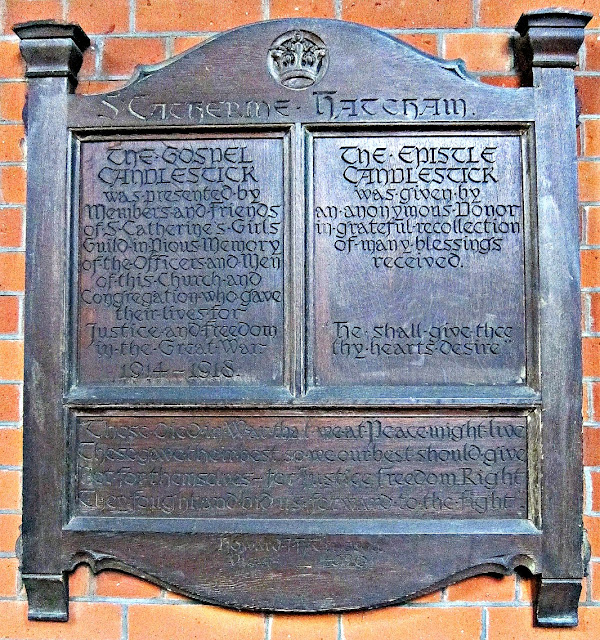 S. CATHERINE · HATCHAM.
THE · GOSPEL
CANDLESTICK
was · presented · by
Members · and · friends
of · S · Catherine's · Girls
Guild · in · Pious · Memory
of · the · Officers · and · Men
of · this · Church · and
Congregation · who · gave
their · lives · for
Justice · and · freedom
in · the · Great · War ·
1914 – 1918.
THE · EPISTLE
CANDLESTICK
was · given · by
an · anonymous · Donor
in · grateful · recollection
of · many · blessings
received.
"He · shall · give · thee
thy · hearts · desire"
These died in War that we at Peace might live
These gave their best so we our best should give
Not for themselves – for Justice freedom Right
They fought and bid us forward to the fight